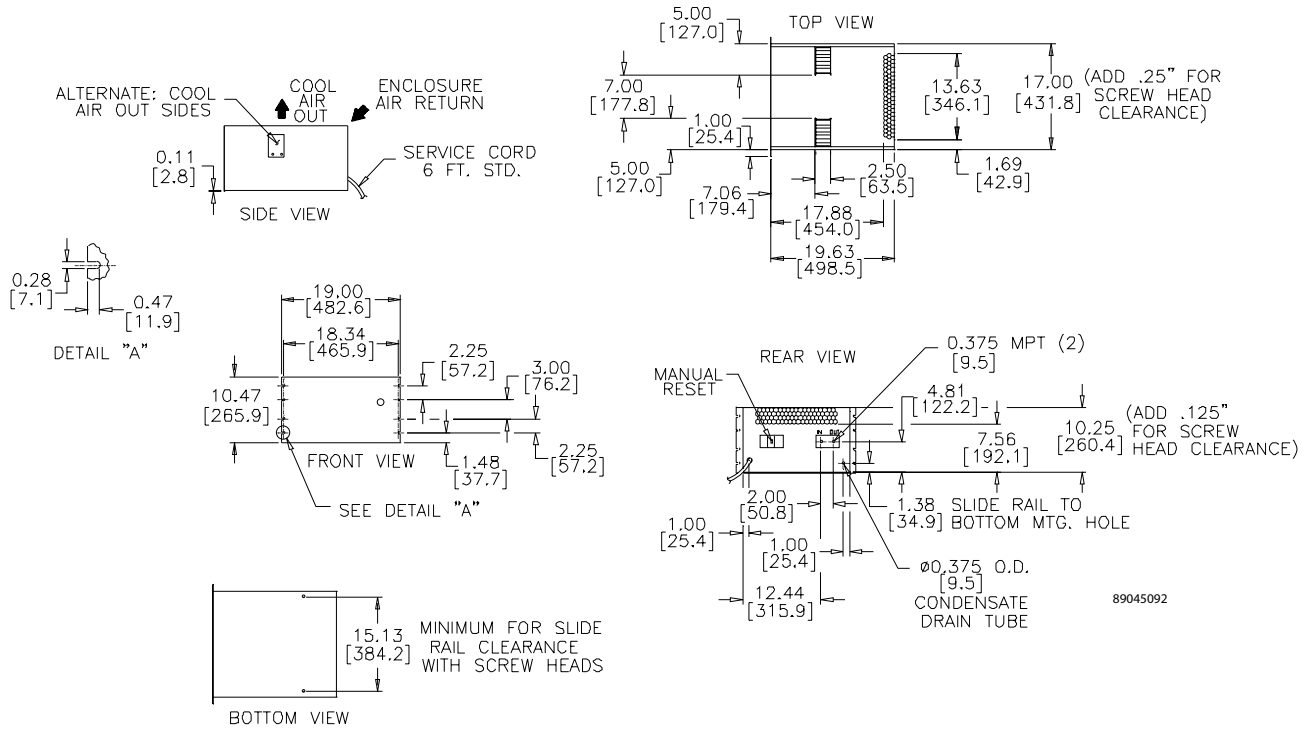 TOP VIEW
5.00
[127.0]
7.00
[177.8]
1.00
[25.4]
5.00
[127.0]
7.06
[179.4]
2.50
[63.5]
17.88
[454.0]
19.63
[498.5]
13.63
[346.1]
17.00
[431.8]
1.69
[42.9]
(ADD .25" FOR
SCREW HEAD
CLEARANCE)
ALTERNATE: COOL
AIR OUT SIDES
COOL
AIR
OUT
ENCLOSURE
AIR RETURN
0.11
[2.8]
SERVICE CORD
6 FT. STD.
SIDE VIEW
0.28
[7.1]
0.47
[11.9]
DETAIL "A"
19.00
[482.6]
18.34
[465.9]
2.25
[57.2]
3.00
[76.2]
10.47
[265.9]
FRONT VIEW
1.48
[37.7]
2.25
[57.2]
SEE DETAIL "A"
REAR VIEW
0.375 MPT (2)
[9.5]
MANUAL
RESET
IN OUT
4.81
[122.2]
7.56
[192.1]
10.25
[260.4]
(ADD .125"
FOR SCREW
HEAD CLEARANCE)
2.00
[50.8]
1.38
[34.9]
SLIDE RAIL TO
BOTTOM MTG. HOLE
1.00
[25.4]
1.00
[25.4]
12.44
[315.9]
ø0.375 O.D.
[9.5]
CONDENSATE
DRAIN TUBE
89045092
15.13
[384.2]
MINIMUM FOR SLIDE
RAIL CLEARANCE
WITH SCREW HEADS
BOTTOM VIEW